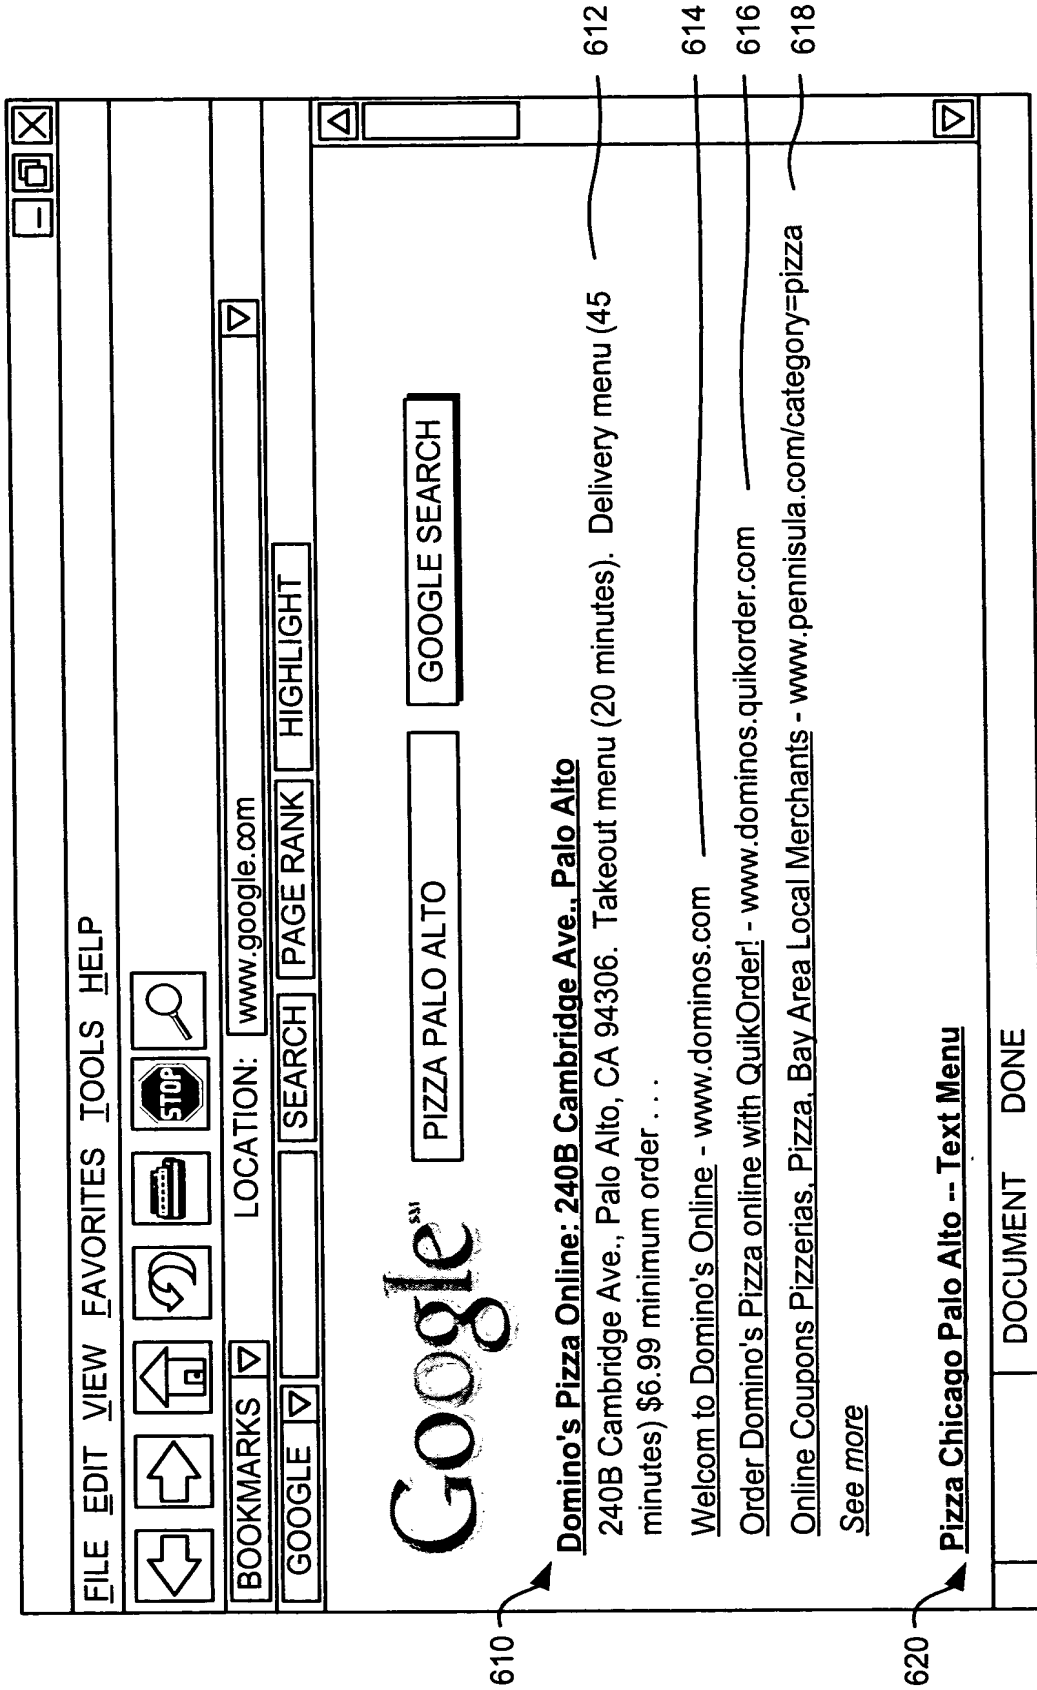 FILE EDIT VIEW FAVORITES TOOLS HELP
STOP
BOOKMARKS LOCATION: www.google.com
GOOGLE SEARCH PAGE RANK HIGHLIGHT
Google PIZZA PALO ALTO GOOGLE SEARCH
610
Domino's Pizza Online: 240B Cambridge Ave., Palo Alto
240B Cambridge Ave., Palo Alto, CA 94306. Takeout menu (20 minutes). Delivery menu (45 612
minutes) $6.99 minimum order . . .
Welcom to Domino's Online - www.dominos.com 614
Order Domino's Pizza online with QuikOrder! - www.dominos.quikorder.com 616
Online Coupons Pizzerias, Pizza, Bay Area Local Merchants - www.pennisula.com/category=pizza 618
See more
620
Pizza Chicago Palo Alto -- Text Menu
DOCUMENT DONE